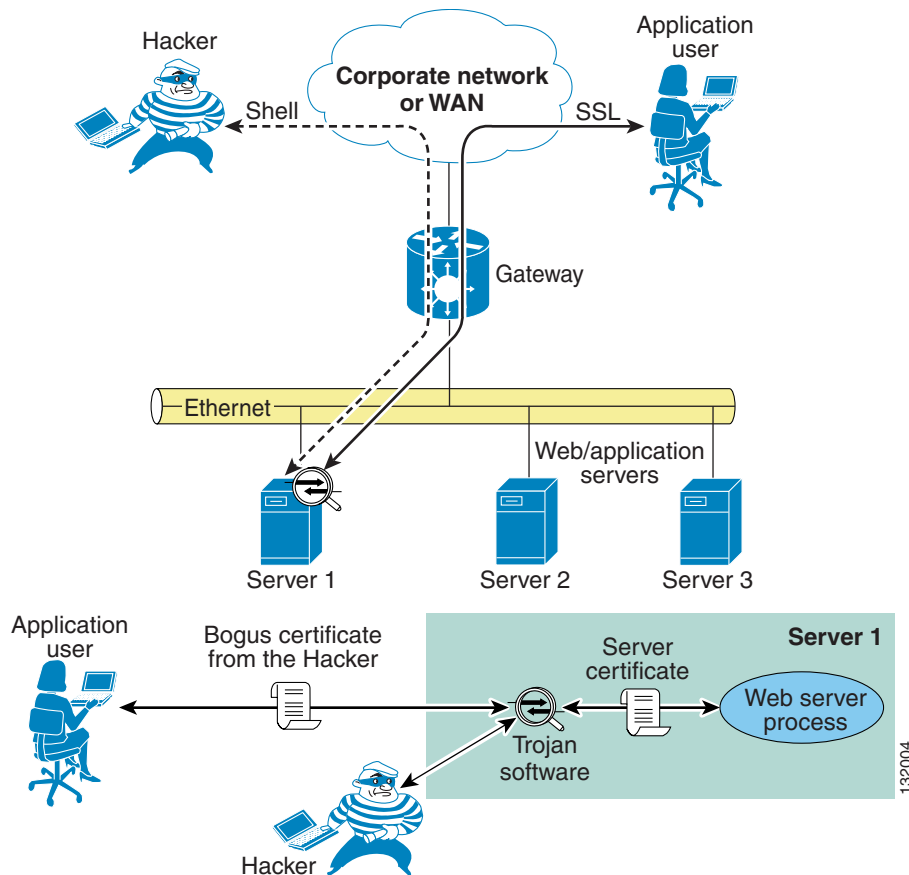 Hacker
Application
user
Corporate network
or WAN
Shell
SSL
Gateway
Ethernet
Web/application
servers
Server 1
Server 2
Server 3
Application
user
Bogus certificate
from the Hacker
Server 1
Server
certificate
Web server
process
Trojan
software
Hacker
132004